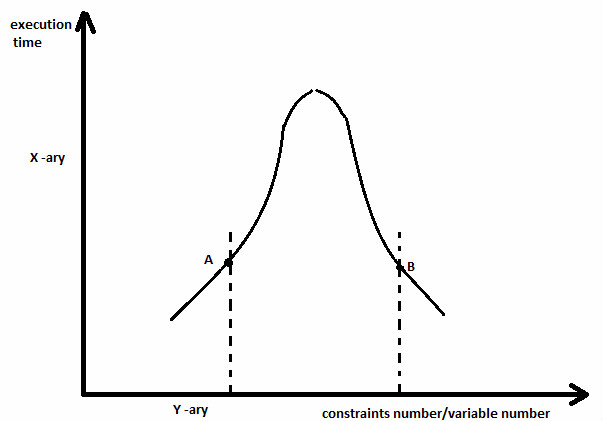 execution
time
X -ary
A
B
Y -ary
constraints number/variable number